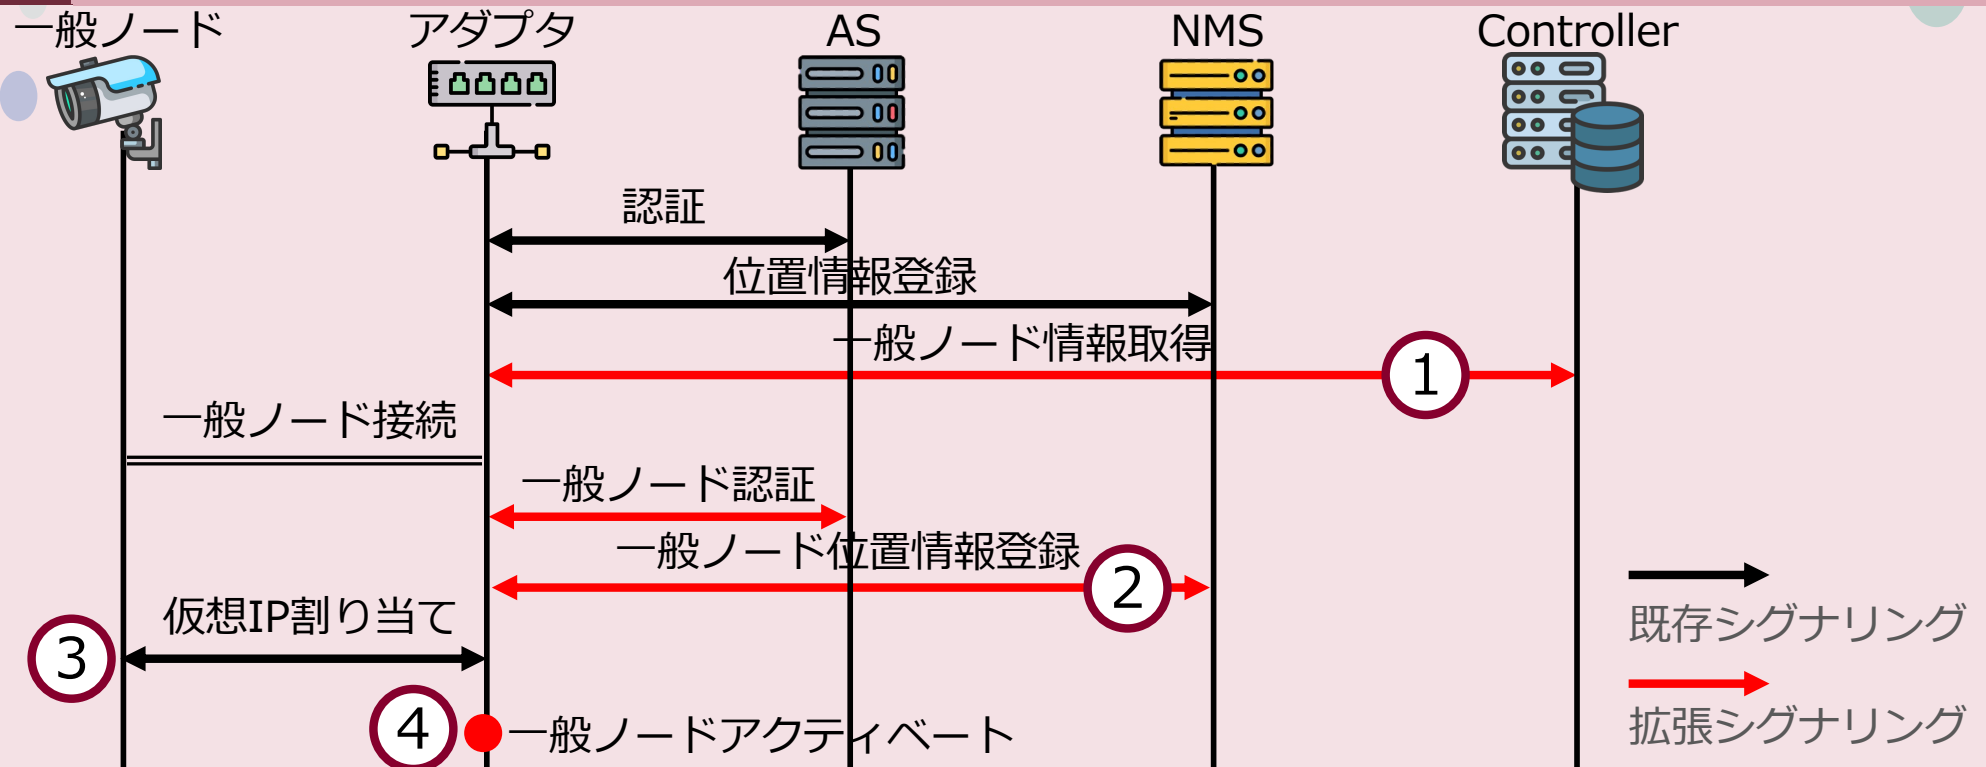 一般ノード
アダプタ
AS
NMS
Controller
認証
位置情報登録
一般ノード情報取得
1
一般ノード接続
一般ノード認証
一般ノード位置情報登録
2
仮想IP割り当て
3
4
一般ノードアクティベート
既存シグナリング
拡張シグナリング